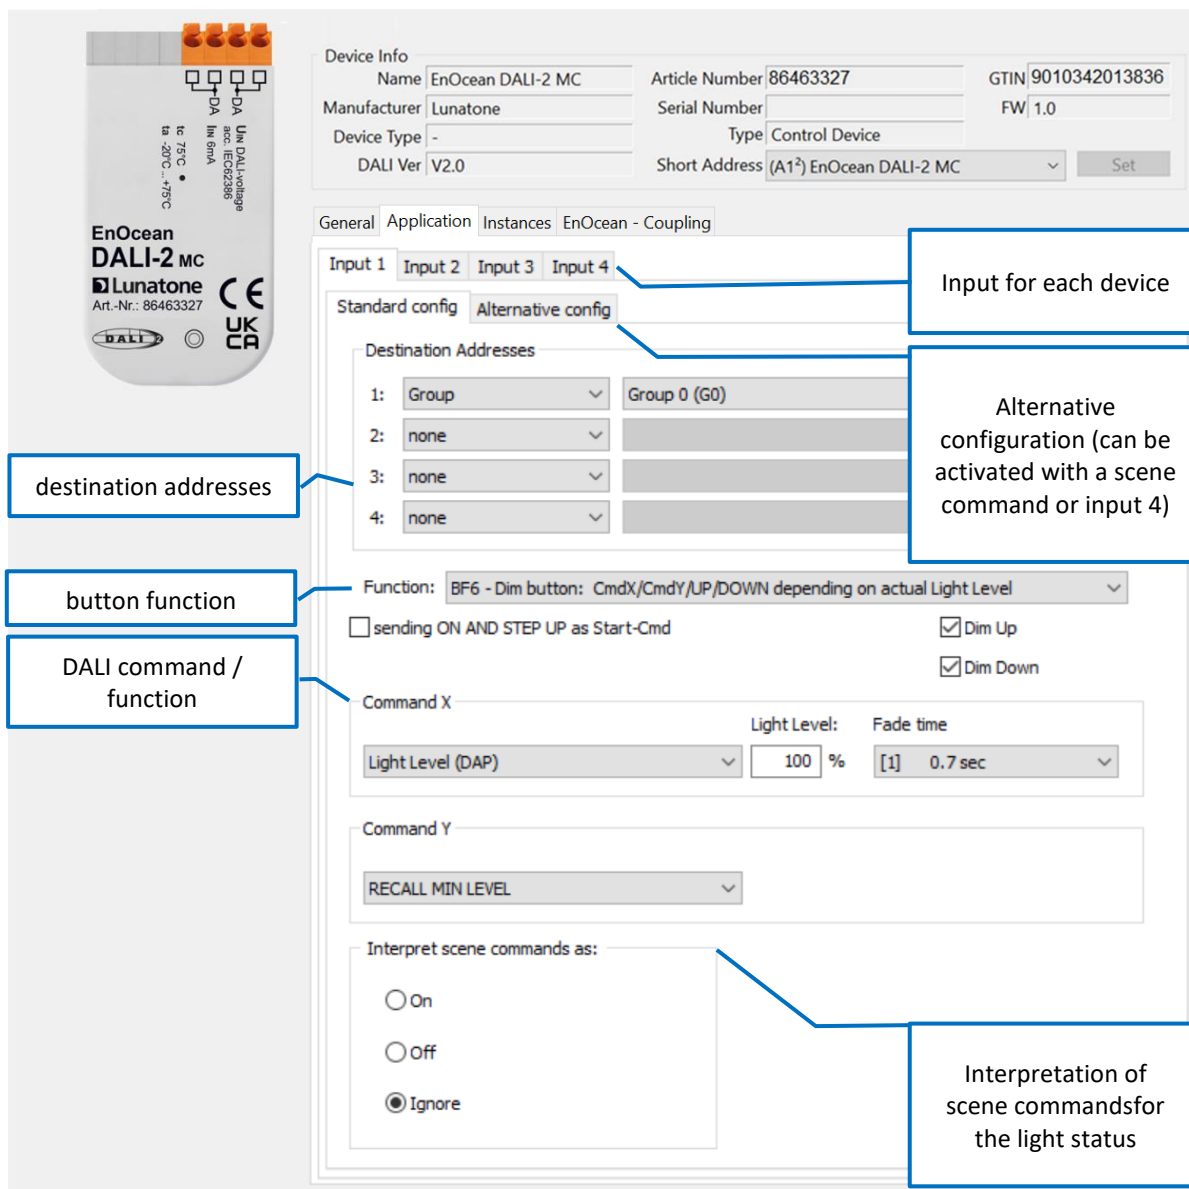 DA
DA
UIN DALI-voltage
acc. IEC62386
IIN 6mA
tc 75°C
ta -20°C ... +75°C
EnOcean
DALI-2 MC
Lunatone
Art.-Nr.: 86463327
DALI 2
CE
UK
CA
Device Info
Name EnOcean DALI-2 MC Article Number 86463327 GTIN 9010342013836
Manufacturer Lunatone Serial Number FW 1.0
Device Type - Type Control Device
DALI Ver V2.0 Short Address (A1²) EnOcean DALI-2 MC Set
General Application Instances EnOcean - Coupling
Input 1 Input 2 Input 3 Input 4
Input for each device
Standard config Alternative config
Destination Addresses
1: Group Group 0 (G0)
2: none
3: none
4: none
Alternative
configuration (can be
activated with a scene
command or input 4)
destination addresses
button function
Function: BF6 - Dim button: CmdX/CmdY/UP/DOWN depending on actual Light Level
sending ON AND STEP UP as Start-Cmd Dim Up
Dim Down
DALI command /
function
Command X
Light Level: Fade time
Light Level (DAP) 100 % [1] 0.7 sec
Command Y
RECALL MIN LEVEL
Interpret scene commands as:
On
Off
Ignore
Interpretation of
scene commandsfor
the light status